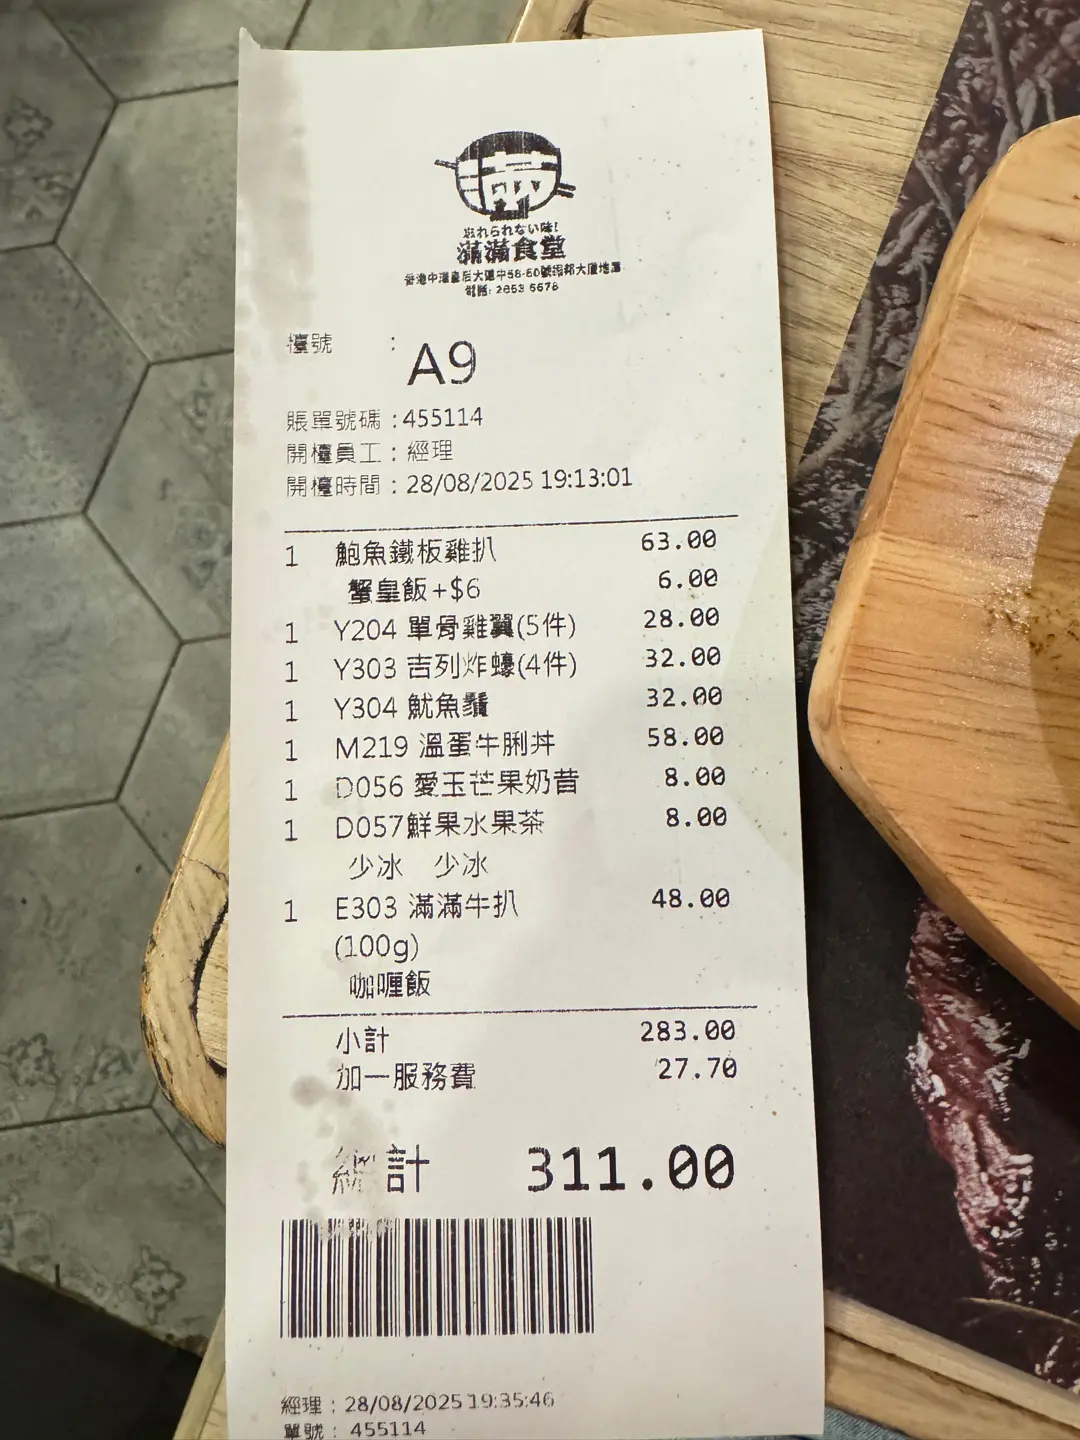 滿
忘れられない味!
滿滿食堂
香港中環皇后大道中58-60號振邦大廈地庫
電話: 2653 6678
檯號 : A9
賬單號碼 : 455114
開檯員工 : 經理
開檯時間 : 28/08/2025 19:13:01
1 鮑魚鐵板雞扒 63.00
蟹皇飯+$6 6.00
1 Y204 單骨雞翼(5件) 28.00
1 Y303 吉列炸蠔(4件) 32.00
1 Y304 魷魚鬚 32.00
1 M219 溫蛋牛脷丼 58.00
1 D056 愛玉芒果奶昔 8.00
1 D057鮮果水果茶 8.00
少冰 少冰
1 E303 滿滿牛扒 48.00
(100g)
咖喱飯
小計 283.00
加一服務費 27.70
總計 311.00
經理 : 28/08/2025 19:35:46
單號 : 455114